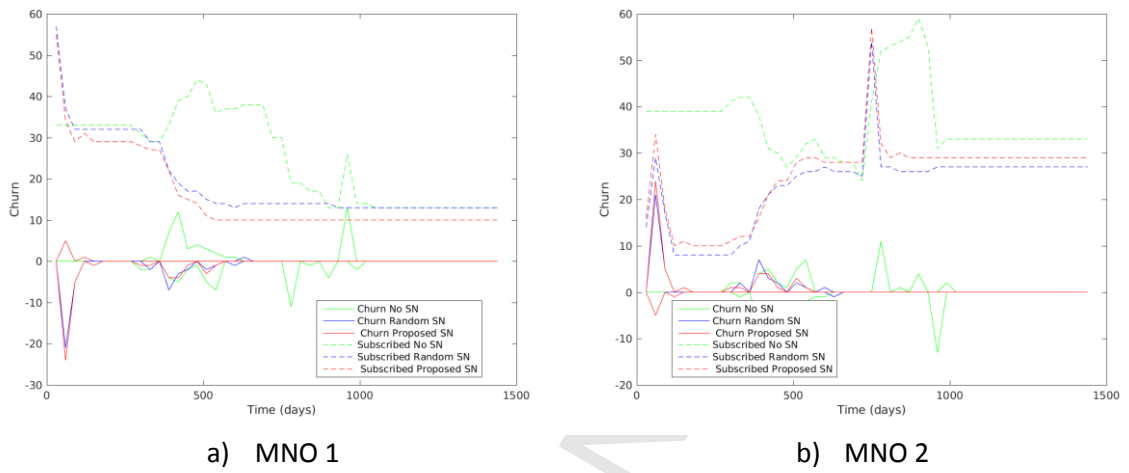 60
50
40
30
20
10
0
-10
-20
-30
Churn
0
500
1000
1500
Time (days)
Churn No SN
Churn Random SN
Churn Proposed SN
Subscribed No SN
Subscribed Random SN
Subscribed Proposed SN
a) MNO 1
60
50
40
30
20
10
0
-10
-20
Churn
0
500
1000
1500
Time (days)
Churn No SN
Churn Random SN
Churn Proposed SN
Subscribed No SN
Subscribed Random SN
Subscribed Proposed SN
b) MNO 2